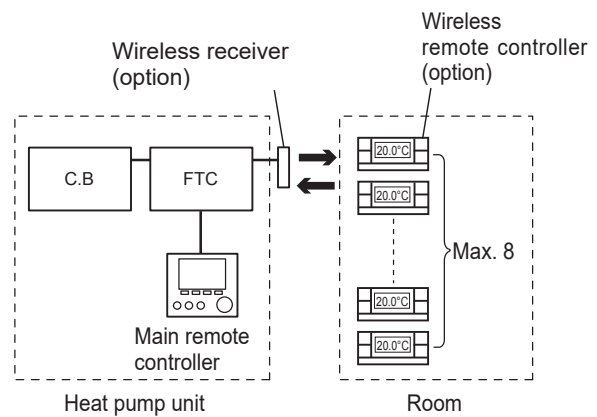 Wireless
remote controller
(option)
Wireless receiver
(option)
C.B
FTC
20.0°C
20.0°C
Max. 8
20.0°C
20.0°C
Main remote
controller
Heat pump unit
Room